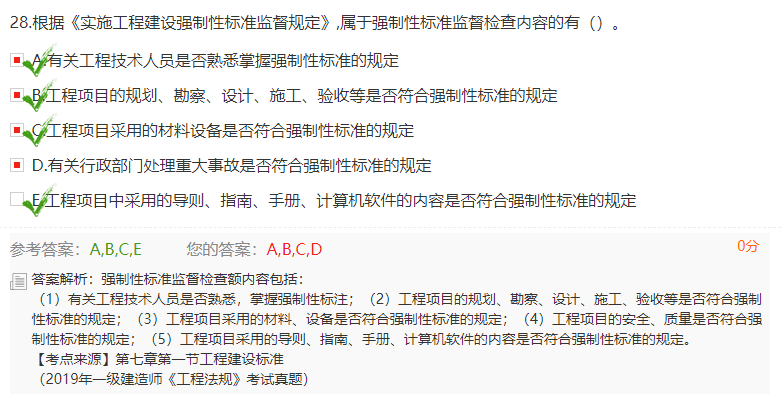 28.根据《实施工程建设强制性标准监督规定》,属于强制性标准监督检查内容的有（）。
A.有关工程技术人员是否熟悉掌握强制性标准的规定
B.工程项目的规划、勘察、设计、施工、验收等是否符合强制性标准的规定
C.工程项目采用的材料设备是否符合强制性标准的规定
D.有关行政部门处理重大事故是否符合强制性标准的规定
E.工程项目中采用的导则、指南、手册、计算机软件的内容是否符合强制性标准的规定
参考答案：A,B,C,E 您的答案：A,B,C,D 0分
答案解析：强制性标准监督检查额内容包括：
（1）有关工程技术人员是否熟悉，掌握强制性标注；（2）工程项目的规划、勘察、设计、施工、验收等是否符合强制
性标准的规定；（3）工程项目采用的材料、设备是否符合强制性标准的规定；（4）工程项目的安全、质量是否符合强
制性标准的规定；（5）工程项目采用的导则、指南、手册、计算机软件的内容是否符合强制性标准的规定。
【考点来源】第七章第一节工程建设标准
（2019年一级建造师《工程法规》考试真题）